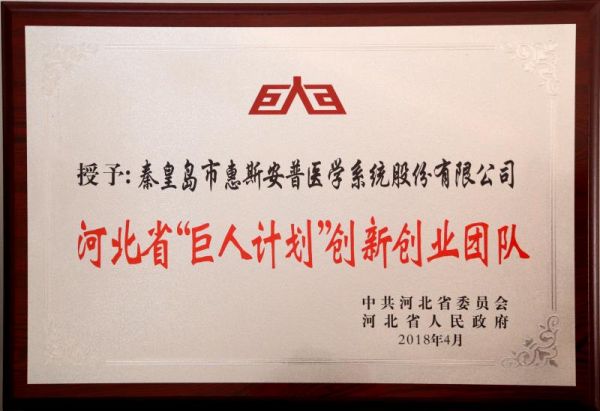 授予:秦皇岛市惠斯安普医学系统股份有限公司
河北省“巨人计划”创新创业团队
中共河北省委员会
河北省人民政府
2018年4月